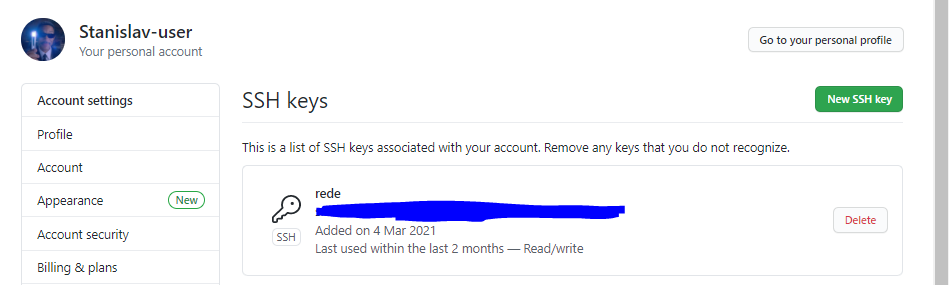 Stanislav-user
Your personal account
Go to your personal profile
Account settings
Profile
Account
Appearance New
Account security
Billing & plans
SSH keys
New SSH key
This is a list of SSH keys associated with your account. Remove any keys that you do not recognize.
rede
SSH
Added on 4 Mar 2021
Last used within the last 2 months — Read/write
Delete